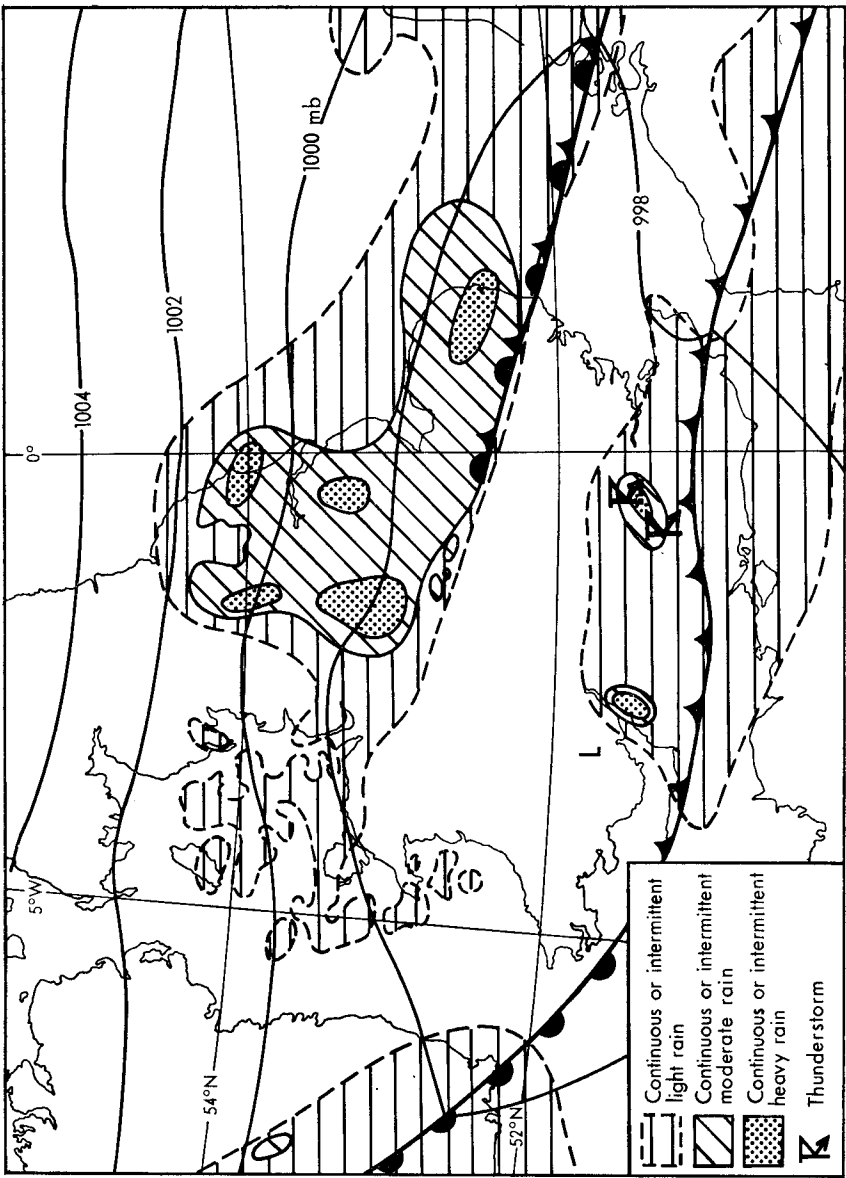 1004
1002
1000 mb
998
0°
5°W
54°N
52°N
L
Continuous or intermittent
light rain
Continuous or intermittent
moderate rain
Continuous or intermittent
heavy rain
Thunderstorm